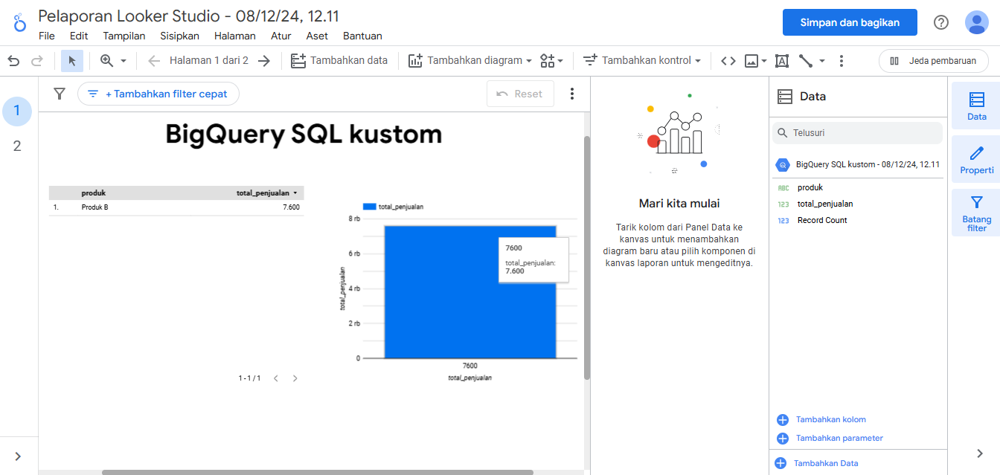 Pelaporan Looker Studio - 08/12/24, 12.11
File Edit Tampilan Sisipkan Halaman Atur Aset Bantuan
Simpan dan bagikan
Halaman 1 dari 2
Tambahkan data
Tambahkan diagram
Tambahkan kontrol
Jeda pembaruan
1
2
+ Tambahkan filter cepat
Reset
BigQuery SQL kustom
produk total_penjualan
1. Produk B 7.600
1 - 1 / 1
total_penjualan
8 rb
6 rb
4 rb
2 rb
0
total_penjualan
7600
total_penjualan:
7.600
7600
total_penjualan
Mari kita mulai
Tarik kolom dari Panel Data ke
kanvas untuk menambahkan
diagram baru atau pilih komponen di
kanvas laporan untuk mengeditnya.
Data
Telusuri
BigQuery SQL kustom - 08/12/24, 12.11
ABC produk
123 total_penjualan
123 Record Count
Tambahkan kolom
Tambahkan parameter
Tambahkan Data
Data
Properti
Batang
filter